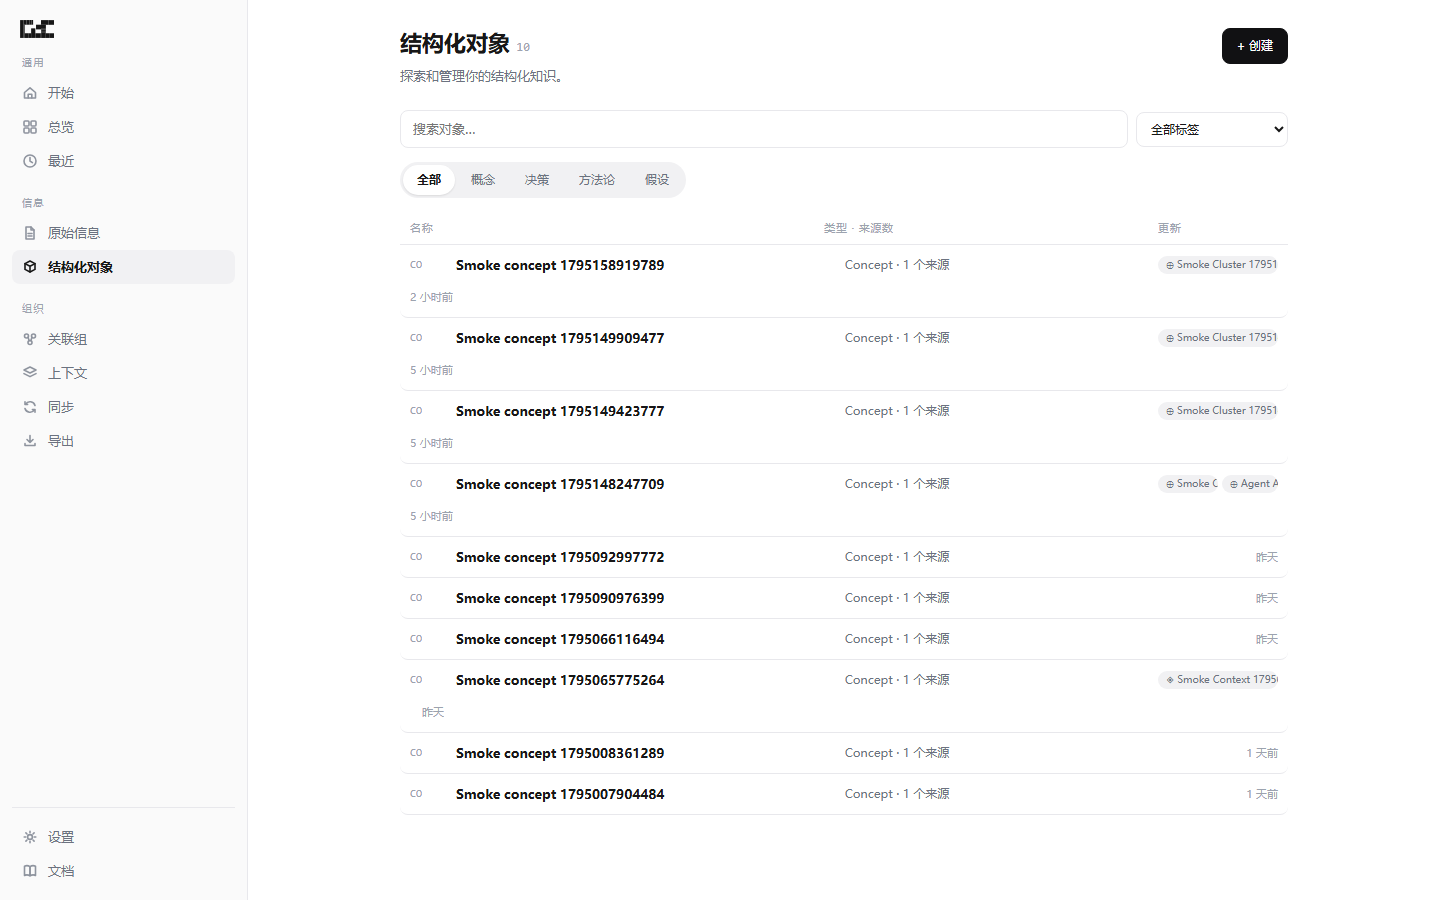 通用
开始
总览
最近
信息
原始信息
结构化对象
组织
关联组
上下文
同步
导出
设置
文档
结构化对象 10
+ 创建
探索和管理你的结构化知识。
搜索对象...
全部标签
全部 概念 决策 方法论 假设
名称 类型 · 来源数 更新
CO Smoke concept 1795158919789 Concept · 1 个来源 Smoke Cluster 17951
2 小时前
CO Smoke concept 1795149909477 Concept · 1 个来源 Smoke Cluster 17951
5 小时前
CO Smoke concept 1795149423777 Concept · 1 个来源 Smoke Cluster 17951
5 小时前
CO Smoke concept 1795148247709 Concept · 1 个来源 Smoke Agent
5 小时前
CO Smoke concept 1795092997772 Concept · 1 个来源 昨天
CO Smoke concept 1795090976399 Concept · 1 个来源 昨天
CO Smoke concept 1795066116494 Concept · 1 个来源 昨天
CO Smoke concept 1795065775264 Concept · 1 个来源 Smoke Context 1795
昨天
CO Smoke concept 1795008361289 Concept · 1 个来源 1 天前
CO Smoke concept 1795007904484 Concept · 1 个来源 1 天前